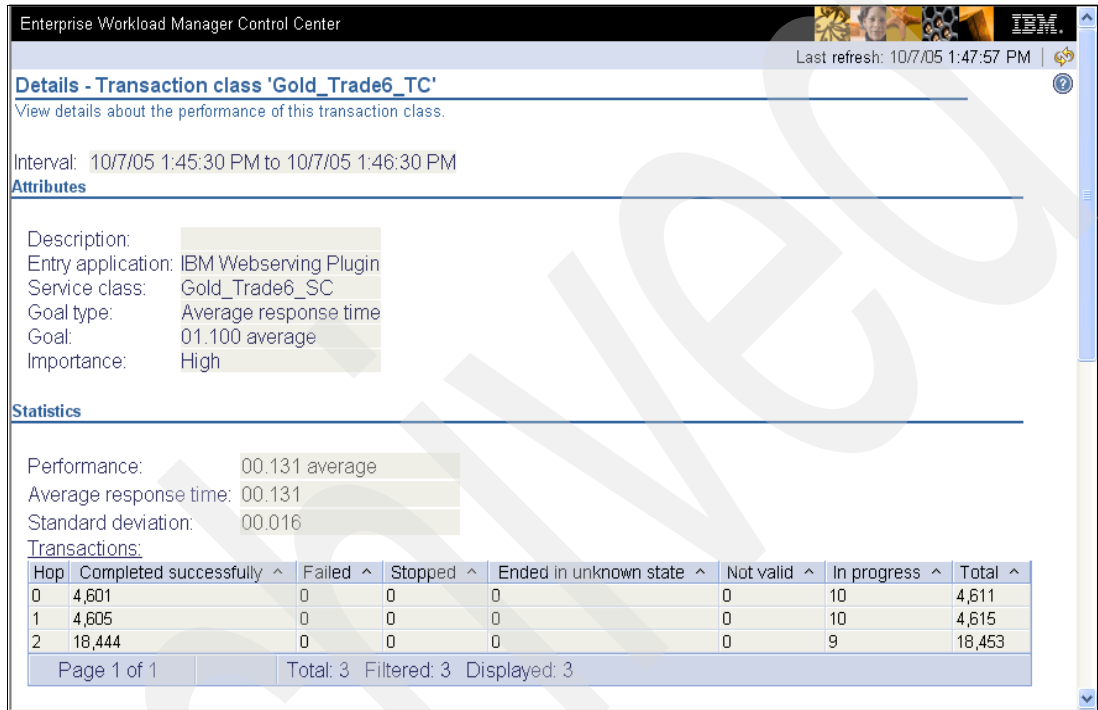 Enterprise Workload Manager Control Center IBM.
Last refresh: 10/7/05 1:47:57 PM
Details - Transaction class 'Gold_Trade6_TC'
View details about the performance of this transaction class.
Interval: 10/7/05 1:45:30 PM to 10/7/05 1:46:30 PM
Attributes
Description:
Entry application: IBM Webserving Plugin
Service class: Gold_Trade6_SC
Goal type: Average response time
Goal: 01.100 average
Importance: High
Statistics
Performance: 00.131 average
Average response time: 00.131
Standard deviation: 00.016
Transactions:
Hop Completed successfully ^ Failed ^ Stopped ^ Ended in unknown state ^ Not valid ^ In progress ^ Total ^
0 4,601 0 0 0 0 10 4,611
1 4,605 0 0 0 0 10 4,615
2 18,444 0 0 0 0 9 18,453
Page 1 of 1 Total: 3 Filtered: 3 Displayed: 3